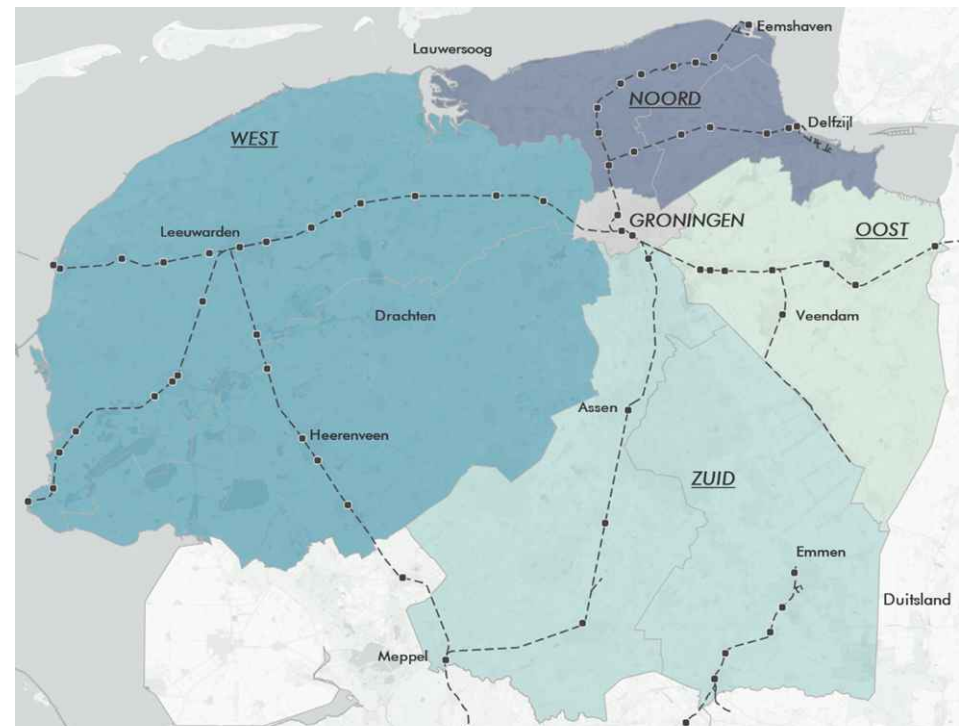 Eemshaven
Lauwersoog
NOORD
Delfzijl
WEST
GRONINGEN
Leeuwarden
OOST
Drachten
Veendam
Assen
Heerenveen
ZUID
Emmen
Duitsland
Meppel